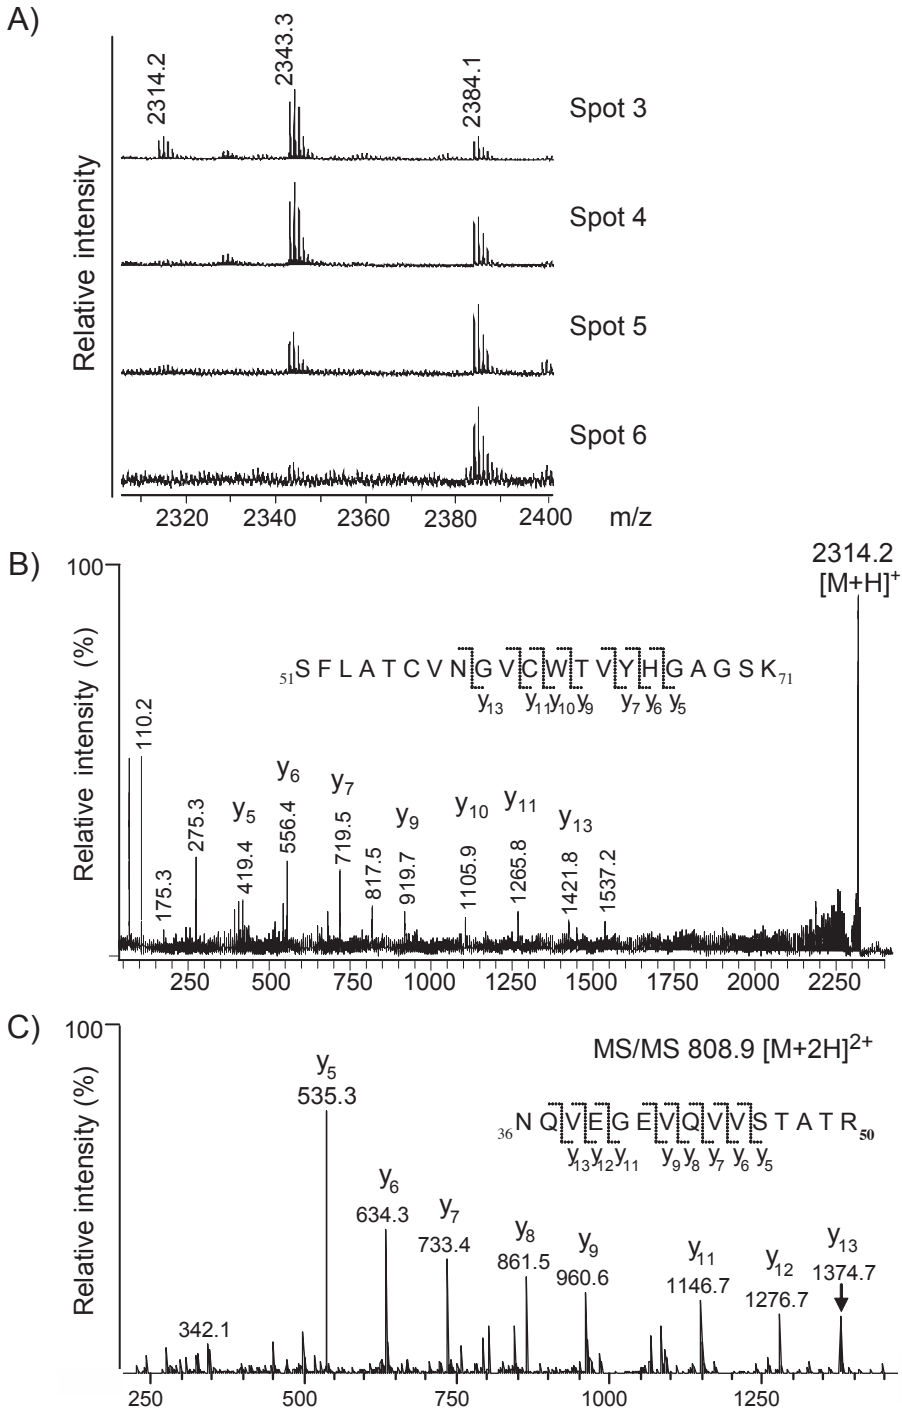 A)
2314.2
2343.3
2384.1
Spot 3
Spot 4
Spot 5
Spot 6
Relative intensity
2320 2340 2360 2380 2400 m/z
B)
100
2314.2
[M+H]+
Relative intensity (%)
51SFLATCVNGVCWTVYHGAGSK71
y13 y11 y10 y9 y7 y6 y5
y5 y6 y7 y9 y10 y11 y13
110.2 175.3 275.3 419.4 556.4 719.5 817.5 919.7 1105.9 1265.8 1421.8 1537.2
250 500 750 1000 1250 1500 1750 2000 2250
C)
100
MS/MS 808.9 [M+2H]2+
Relative intensity (%)
36NQVEGEVQVVSTATR50
y13 y12 y11 y9 y8 y7 y6 y5
y5
535.3
y6
634.3
y7
733.4
y8
861.5
y9
960.6
y11
1146.7
y12
1276.7
y13
1374.7
342.1
250 500 750 1000 1250